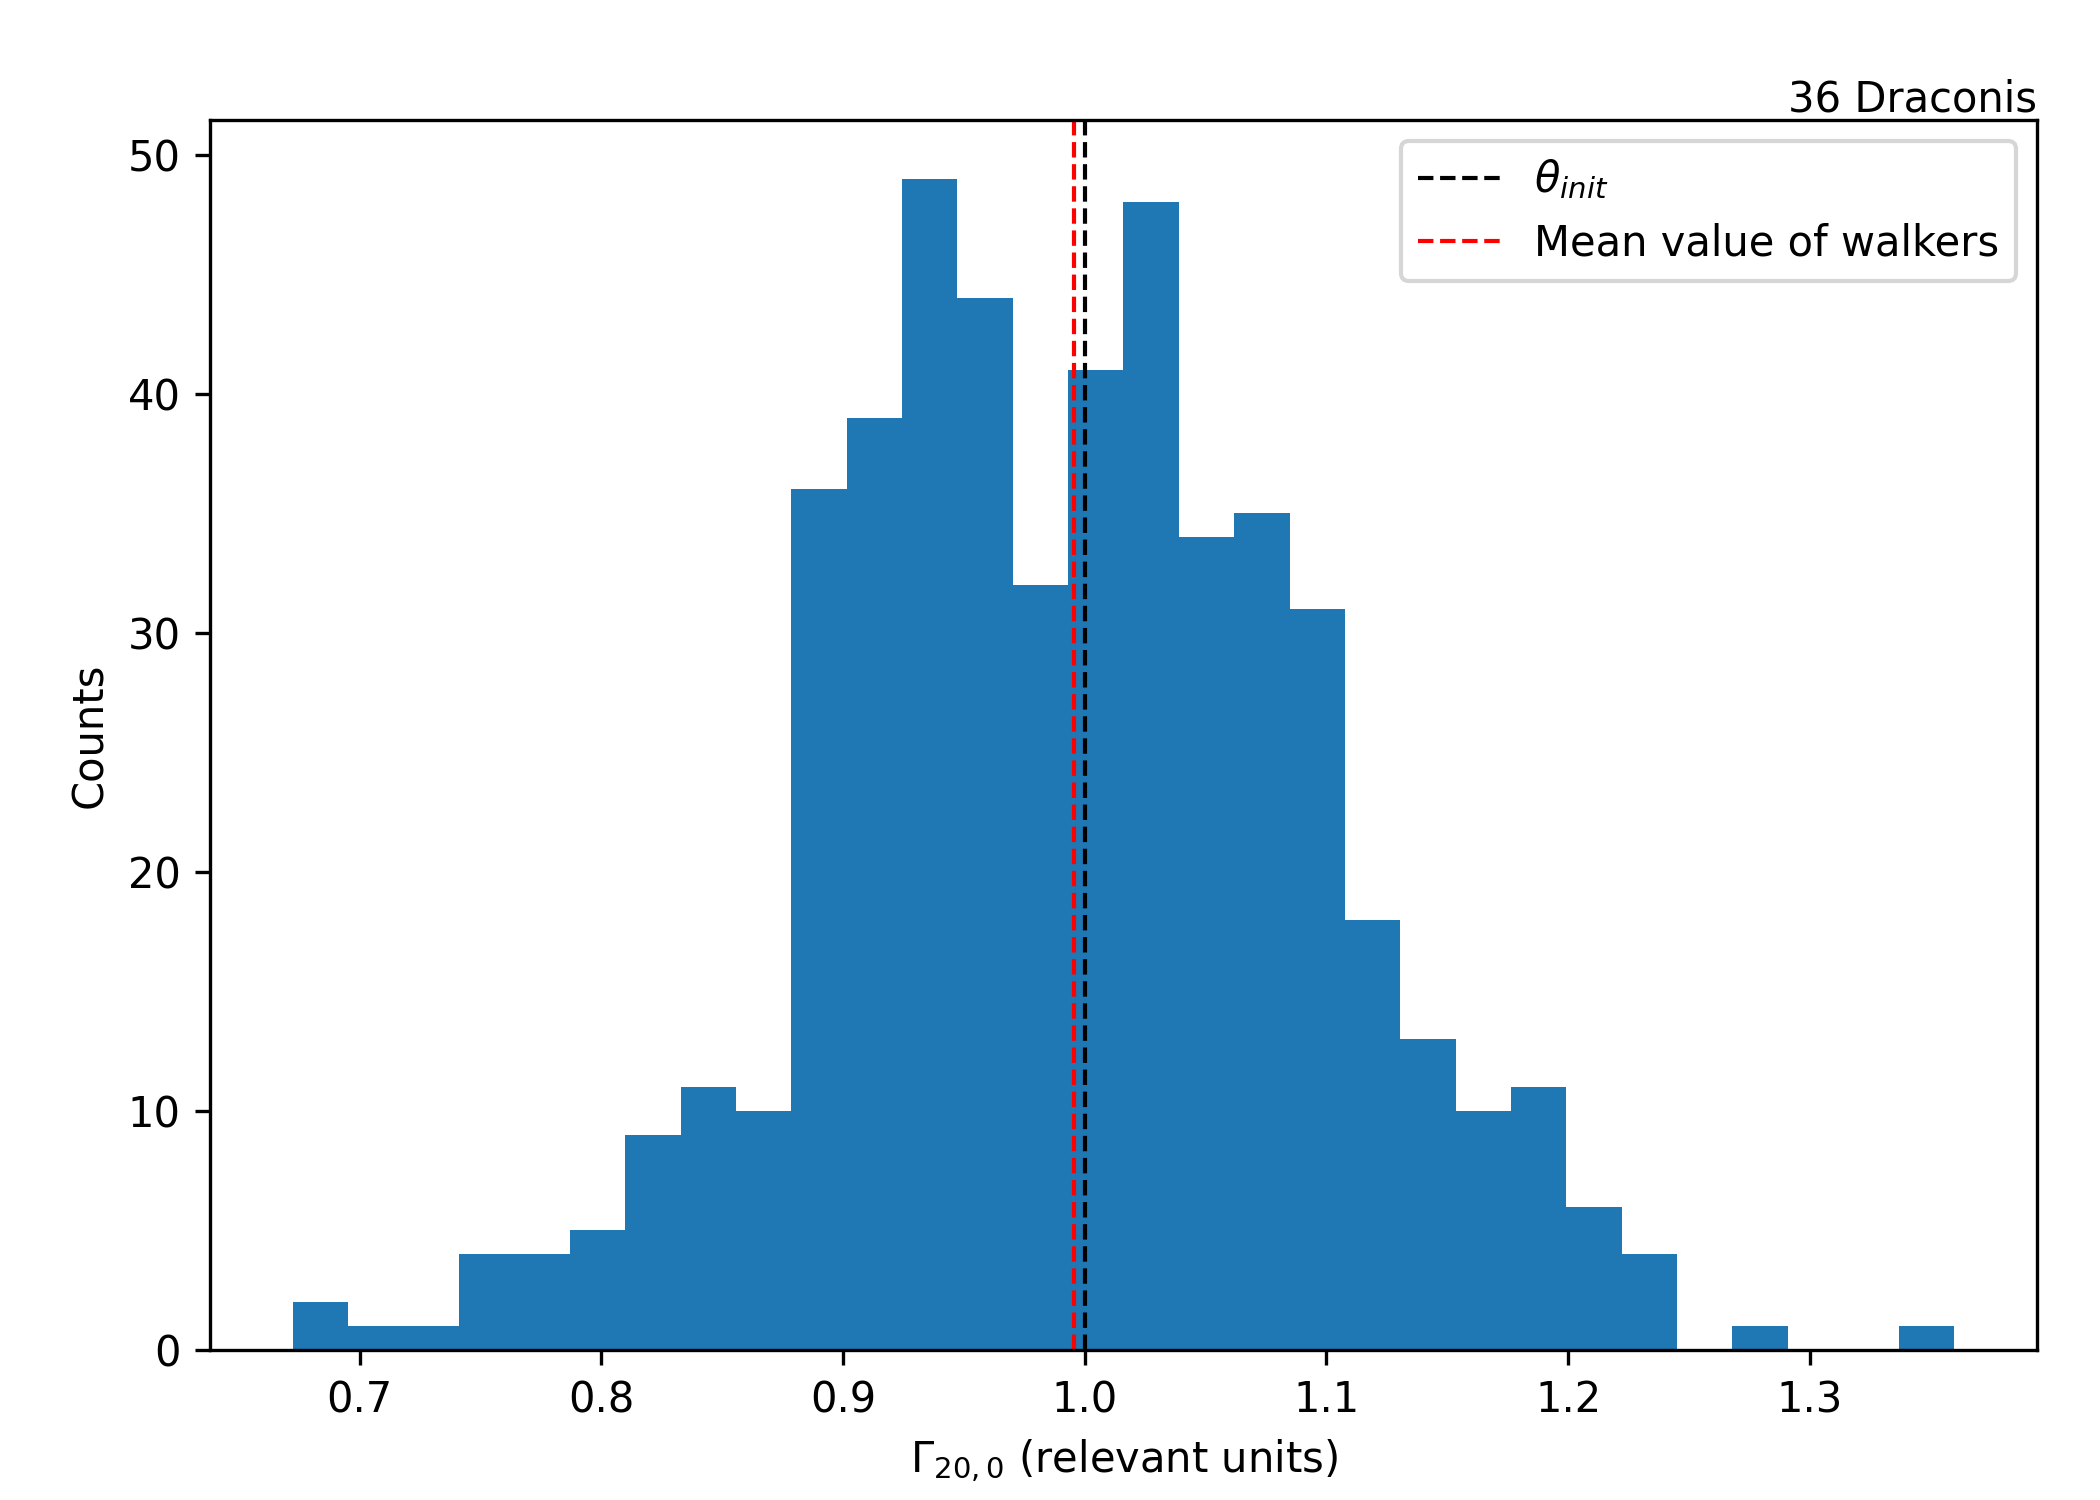 36 Draconis
θinit
Mean value of walkers
50
40
30
20
10
0
Counts
0.7 0.8 0.9 1.0 1.1 1.2 1.3
Γ20, 0 (relevant units)